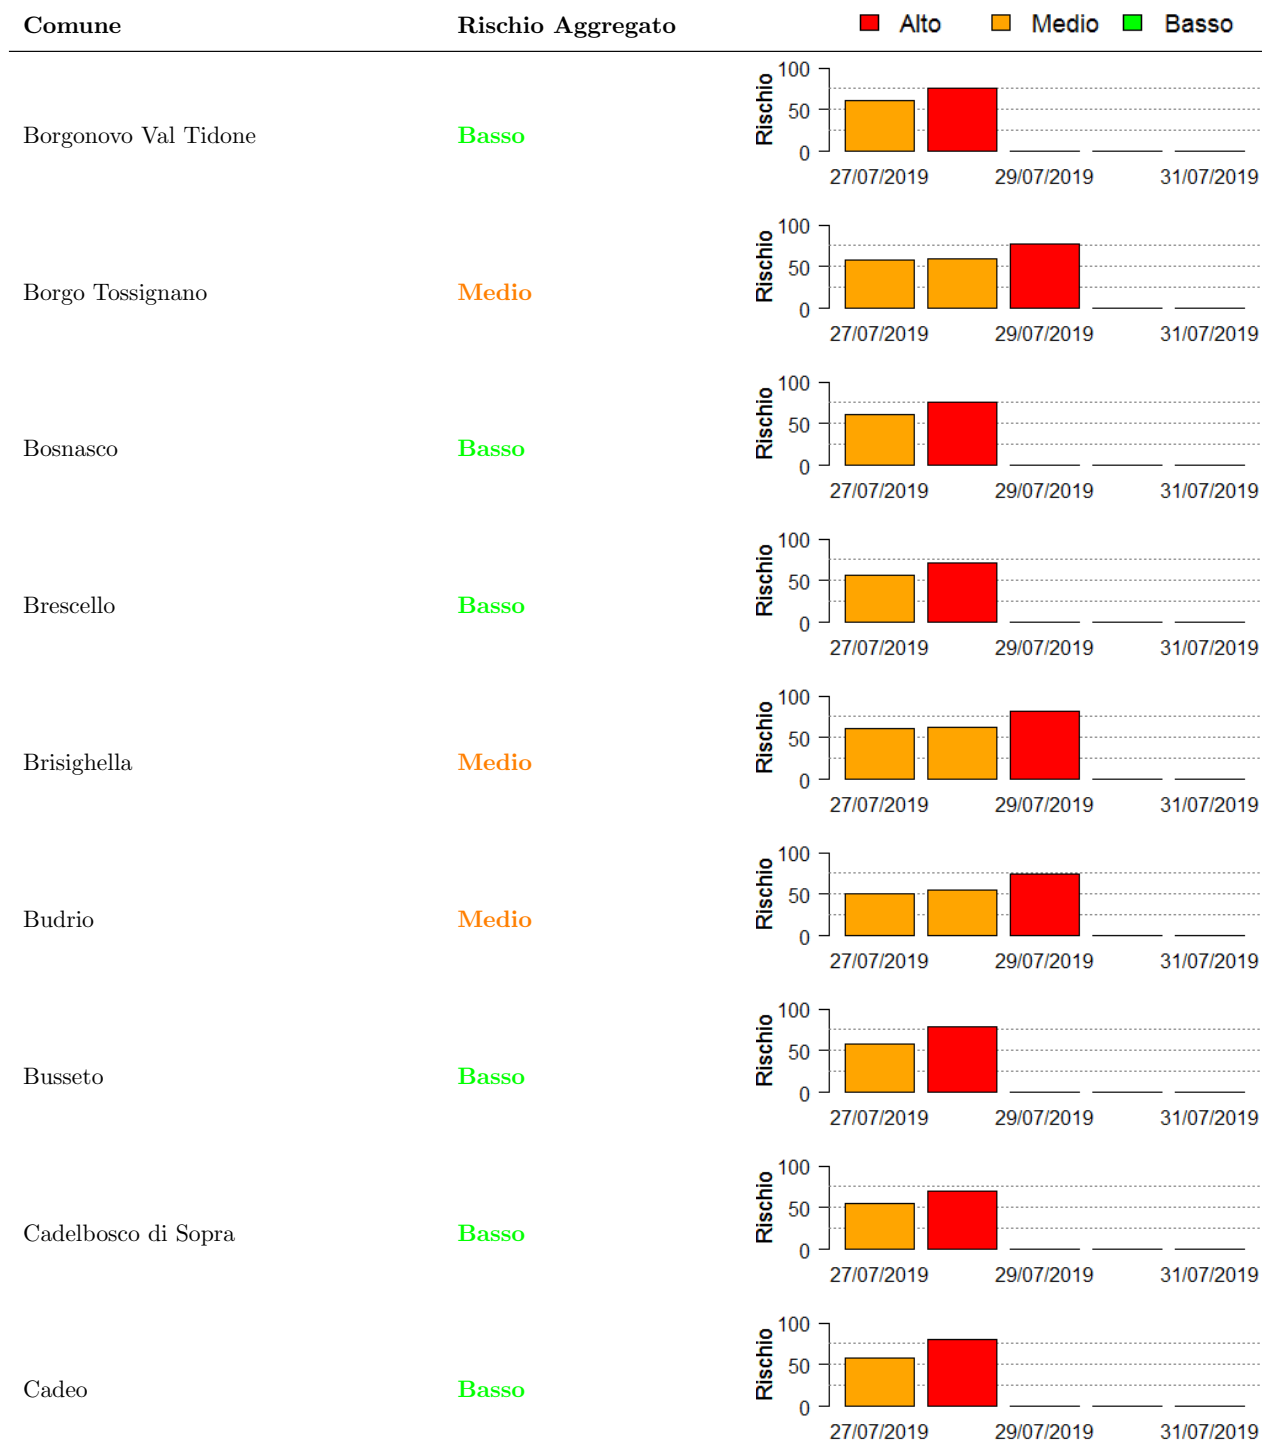 Comune Rischio Aggregato Alto Medio Basso
Borgonovo Val Tidone Basso
Rischio
100
50
0
27/07/2019 29/07/2019 31/07/2019
Borgo Tossignano Medio
Rischio
100
50
0
27/07/2019 29/07/2019 31/07/2019
Bosnasco Basso
Rischio
100
50
0
27/07/2019 29/07/2019 31/07/2019
Brescello Basso
Rischio
100
50
0
27/07/2019 29/07/2019 31/07/2019
Brisighella Medio
Rischio
100
50
0
27/07/2019 29/07/2019 31/07/2019
Budrio Medio
Rischio
100
50
0
27/07/2019 29/07/2019 31/07/2019
Busseto Basso
Rischio
100
50
0
27/07/2019 29/07/2019 31/07/2019
Cadelbosco di Sopra Basso
Rischio
100
50
0
27/07/2019 29/07/2019 31/07/2019
Cadeo Basso
Rischio
100
50
0
27/07/2019 29/07/2019 31/07/2019